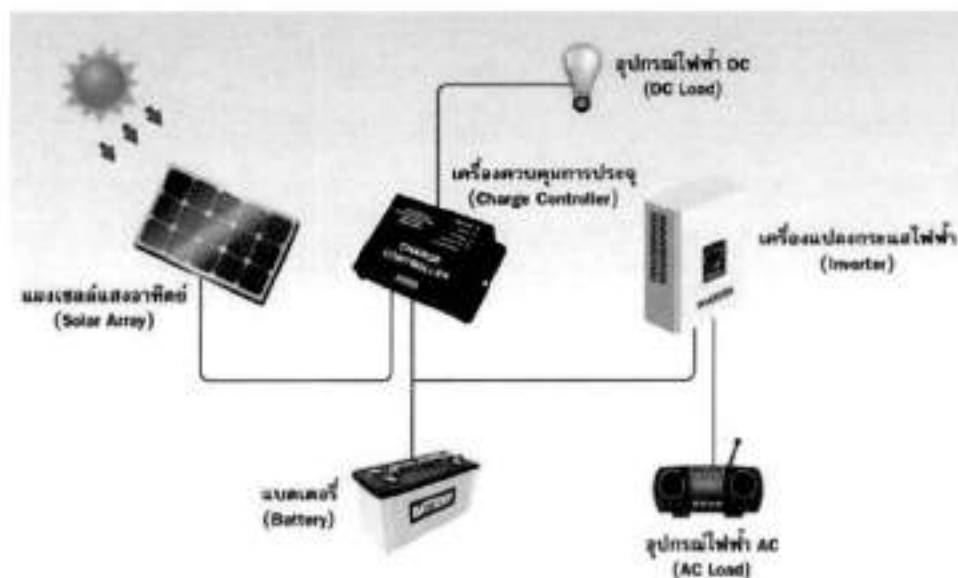 อุปกรณ์ไฟฟ้า DC
(DC Load)
เครื่องควบคุมการประจุ
(Charge Controller)
CHARGE
CONTROLLER
เครื่องแปลงกระแสไฟฟ้า
(Inverter)
INVERTER
แผงเซลล์แสงอาทิตย์
(Solar Array)
แบตเตอรี่
(Battery)
อุปกรณ์ไฟฟ้า AC
(AC Load)